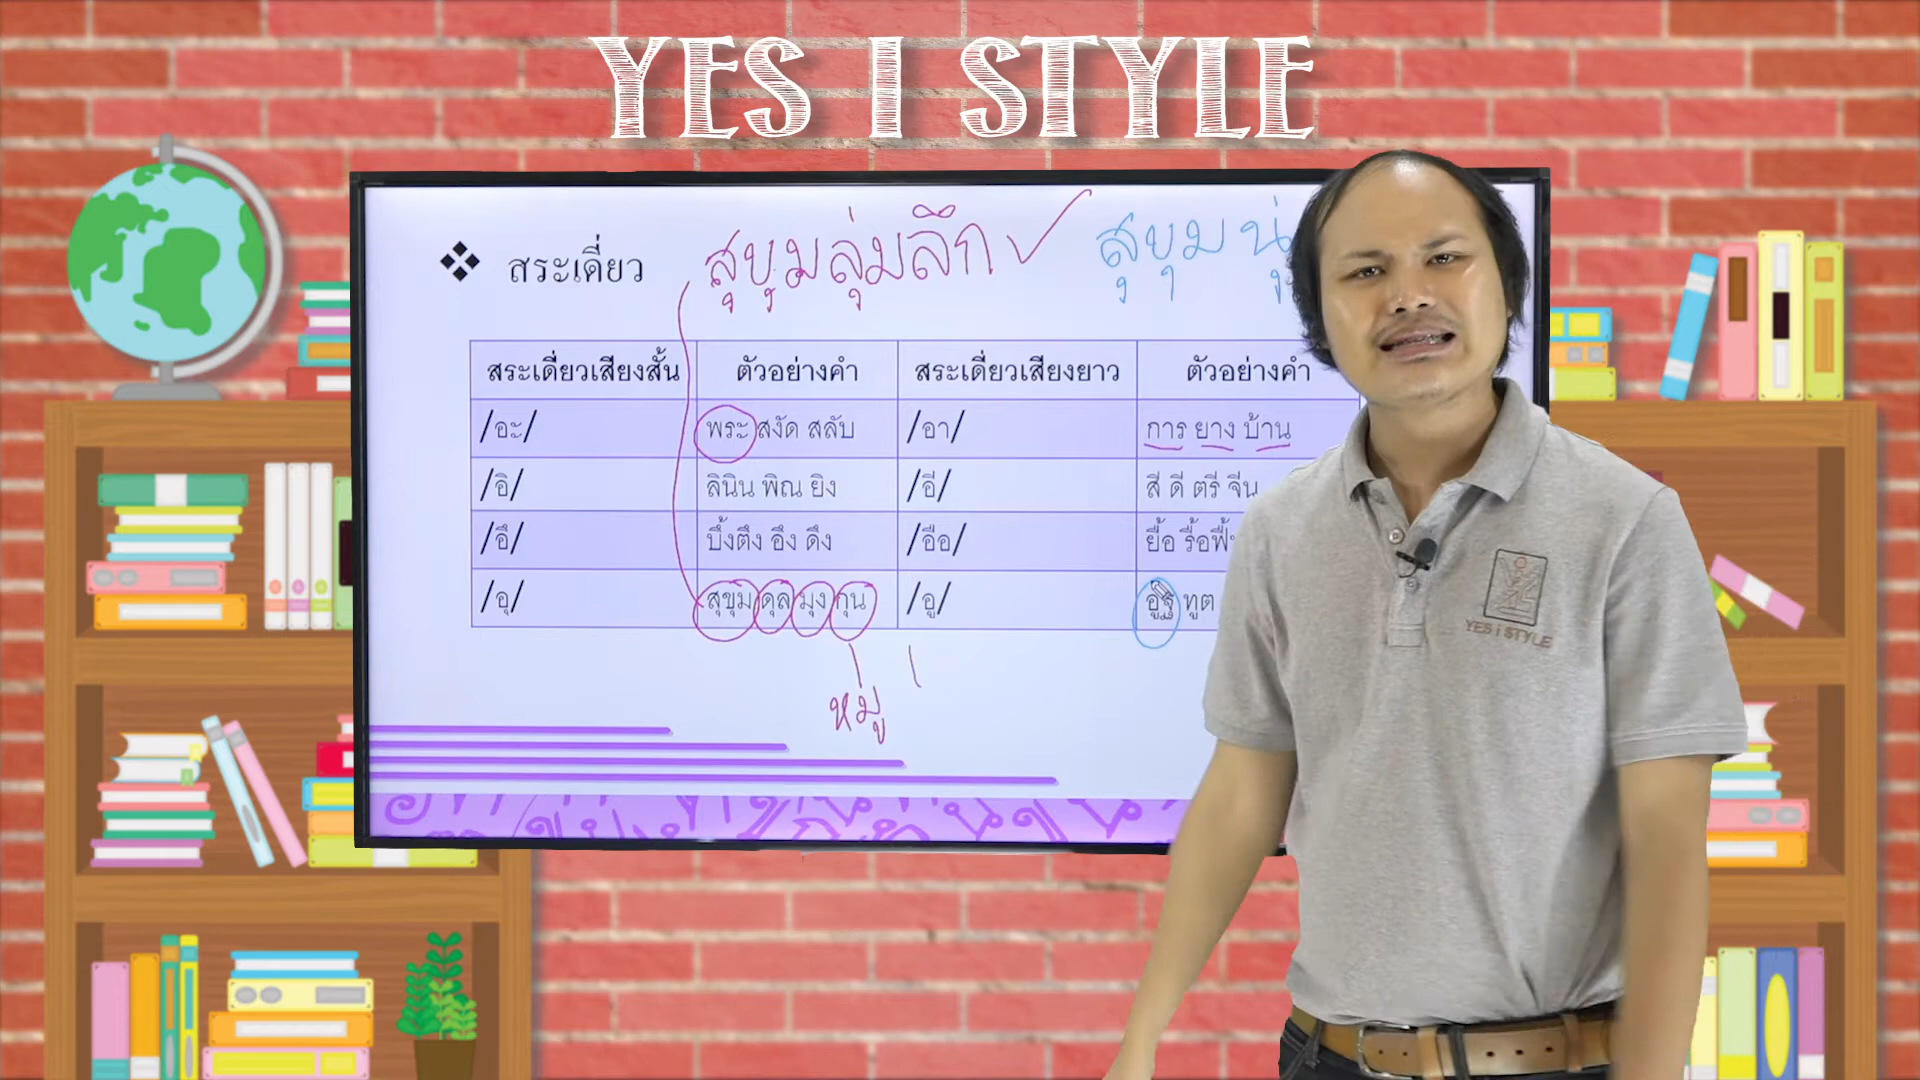 YES I STYLE
❖ สระเดี่ยว สุขุมลุ่มลึก สุขุม
สระเดี่ยวเสียงสั้น ตัวอย่างคำ สระเดี่ยวเสียงยาว ตัวอย่างคำ
/อะ/ พระ สงัด สลับ /อา/ การ ยาง บ้าน
/อิ/ ลินิน พิณ ยิง /อี/ สี ดี ตรี จีน
/อึ/ บึ้งตึง อึง ดึง /อือ/ ยื้อ รื้อ
/อุ/ สุขุม ดุล มุง กุน /อู/ อูฐ ทูต
หมู
YES i STYLE